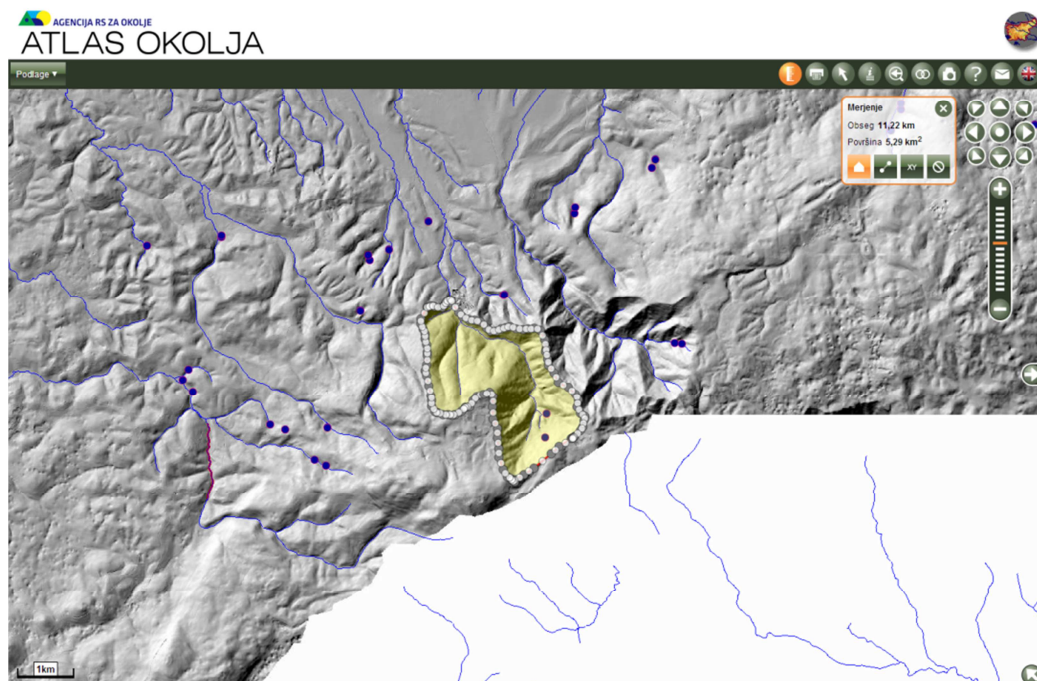 AGENCIJA RS ZA OKOLJE
ATLAS OKOLJA
Podlage ▼
Merjenje
Obseg 11,22 km
Površina 5,29 km²
XY
1km